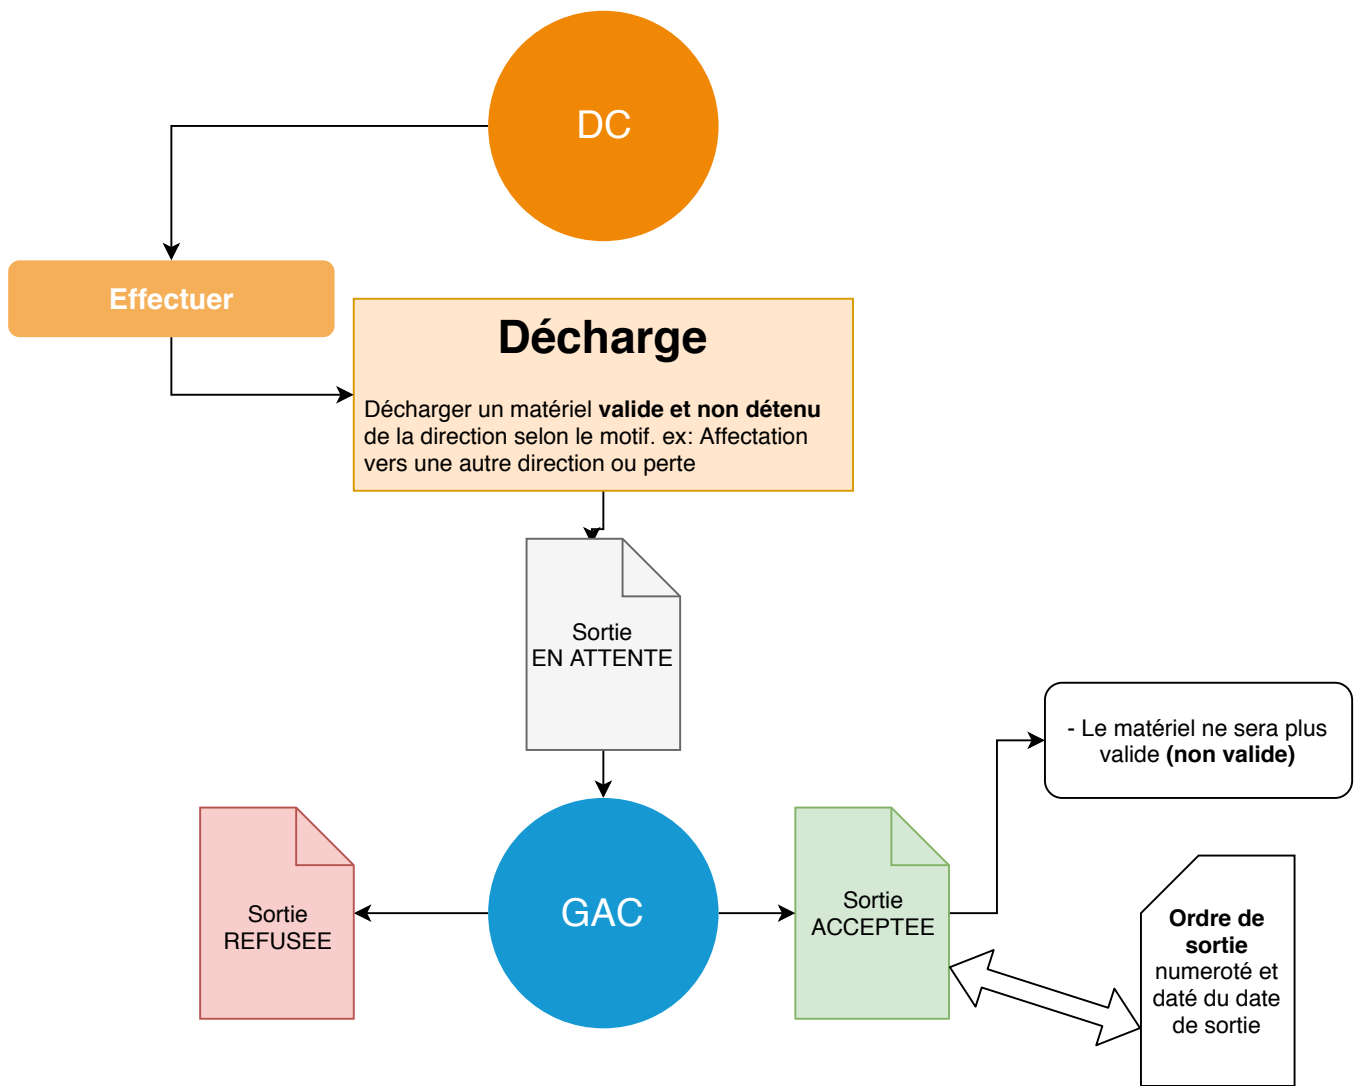 DC
Effectuer
Décharge
Décharger un matériel valide et non détenu
de la direction selon le motif. ex: Affectation
vers une autre direction ou perte
Sortie
EN ATTENTE
- Le matériel ne sera plus
valide (non valide)
Sortie
REFUSEE
GAC
Sortie
ACCEPTEE
Ordre de
sortie
numeroté et
daté du date
de sortie